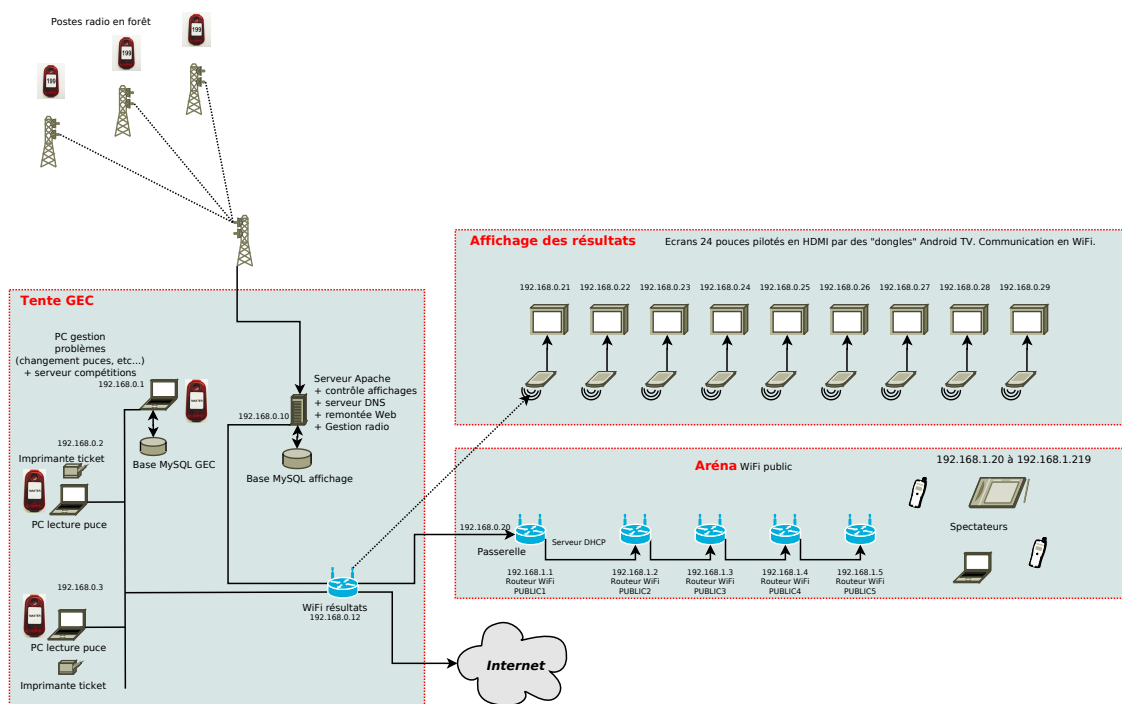 Postes radio en forêt
199
199
199
Tente GEC
PC gestion
problèmes
(changement puces, etc...)
+ serveur compétitions
192.168.0.1
Base MySQL GEC
192.168.0.2
Imprimante ticket
MASTER
PC lecture puce
192.168.0.3
MASTER
PC lecture puce
Imprimante ticket
192.168.0.10
Serveur Apache
+ contrôle affichages
+ serveur DNS
+ remontée Web
+ Gestion radio
Base MySQL affichage
WiFi résultats
192.168.0.12
Internet
Affichage des résultats
Ecrans 24 pouces pilotés en HDMI par des "dongles" Android TV. Communication en WiFi.
192.168.0.21
192.168.0.22
192.168.0.23
192.168.0.24
192.168.0.25
192.168.0.26
192.168.0.27
192.168.0.28
192.168.0.29
Aréna WiFi public
192.168.1.20 à 192.168.1.219
Spectateurs
192.168.0.20
Passerelle
Serveur DHCP
192.168.1.1
Routeur WiFi
PUBLIC1
192.168.1.2
Routeur WiFi
PUBLIC2
192.168.1.3
Routeur WiFi
PUBLIC3
192.168.1.4
Routeur WiFi
PUBLIC4
192.168.1.5
Routeur WiFi
PUBLIC5